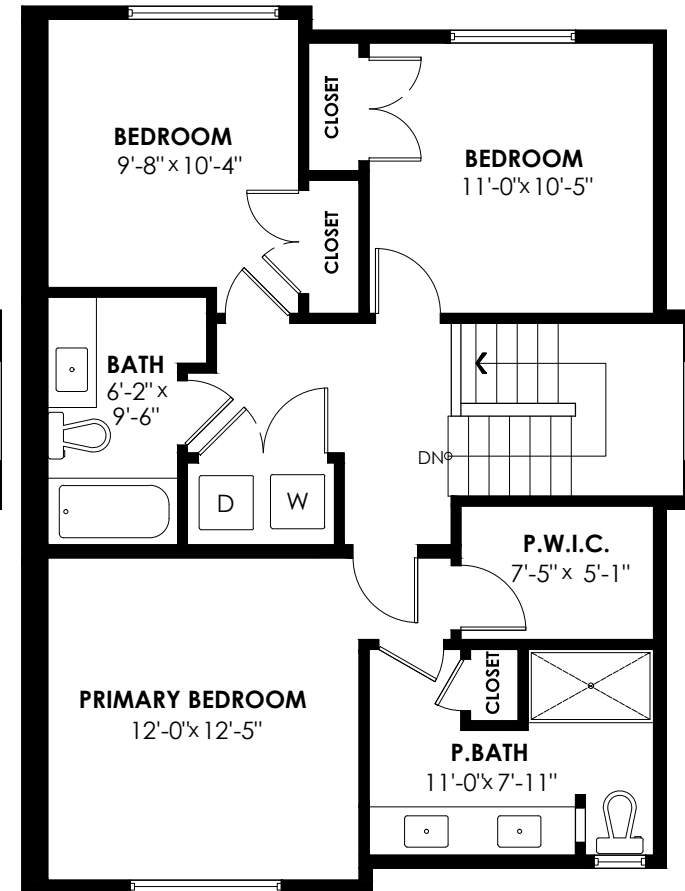 BEDROOM
9'-8" x 10'-4"
CLOSET
BEDROOM
11'-0"x 10'-5"
CLOSET
BATH
6'-2" x
9'-6"
DN
D
W
P.W.I.C.
7'-5" x 5'-1"
PRIMARY BEDROOM
12'-0"x 12'-5"
CLOSET
P.BATH
11'-0"x 7'-11"